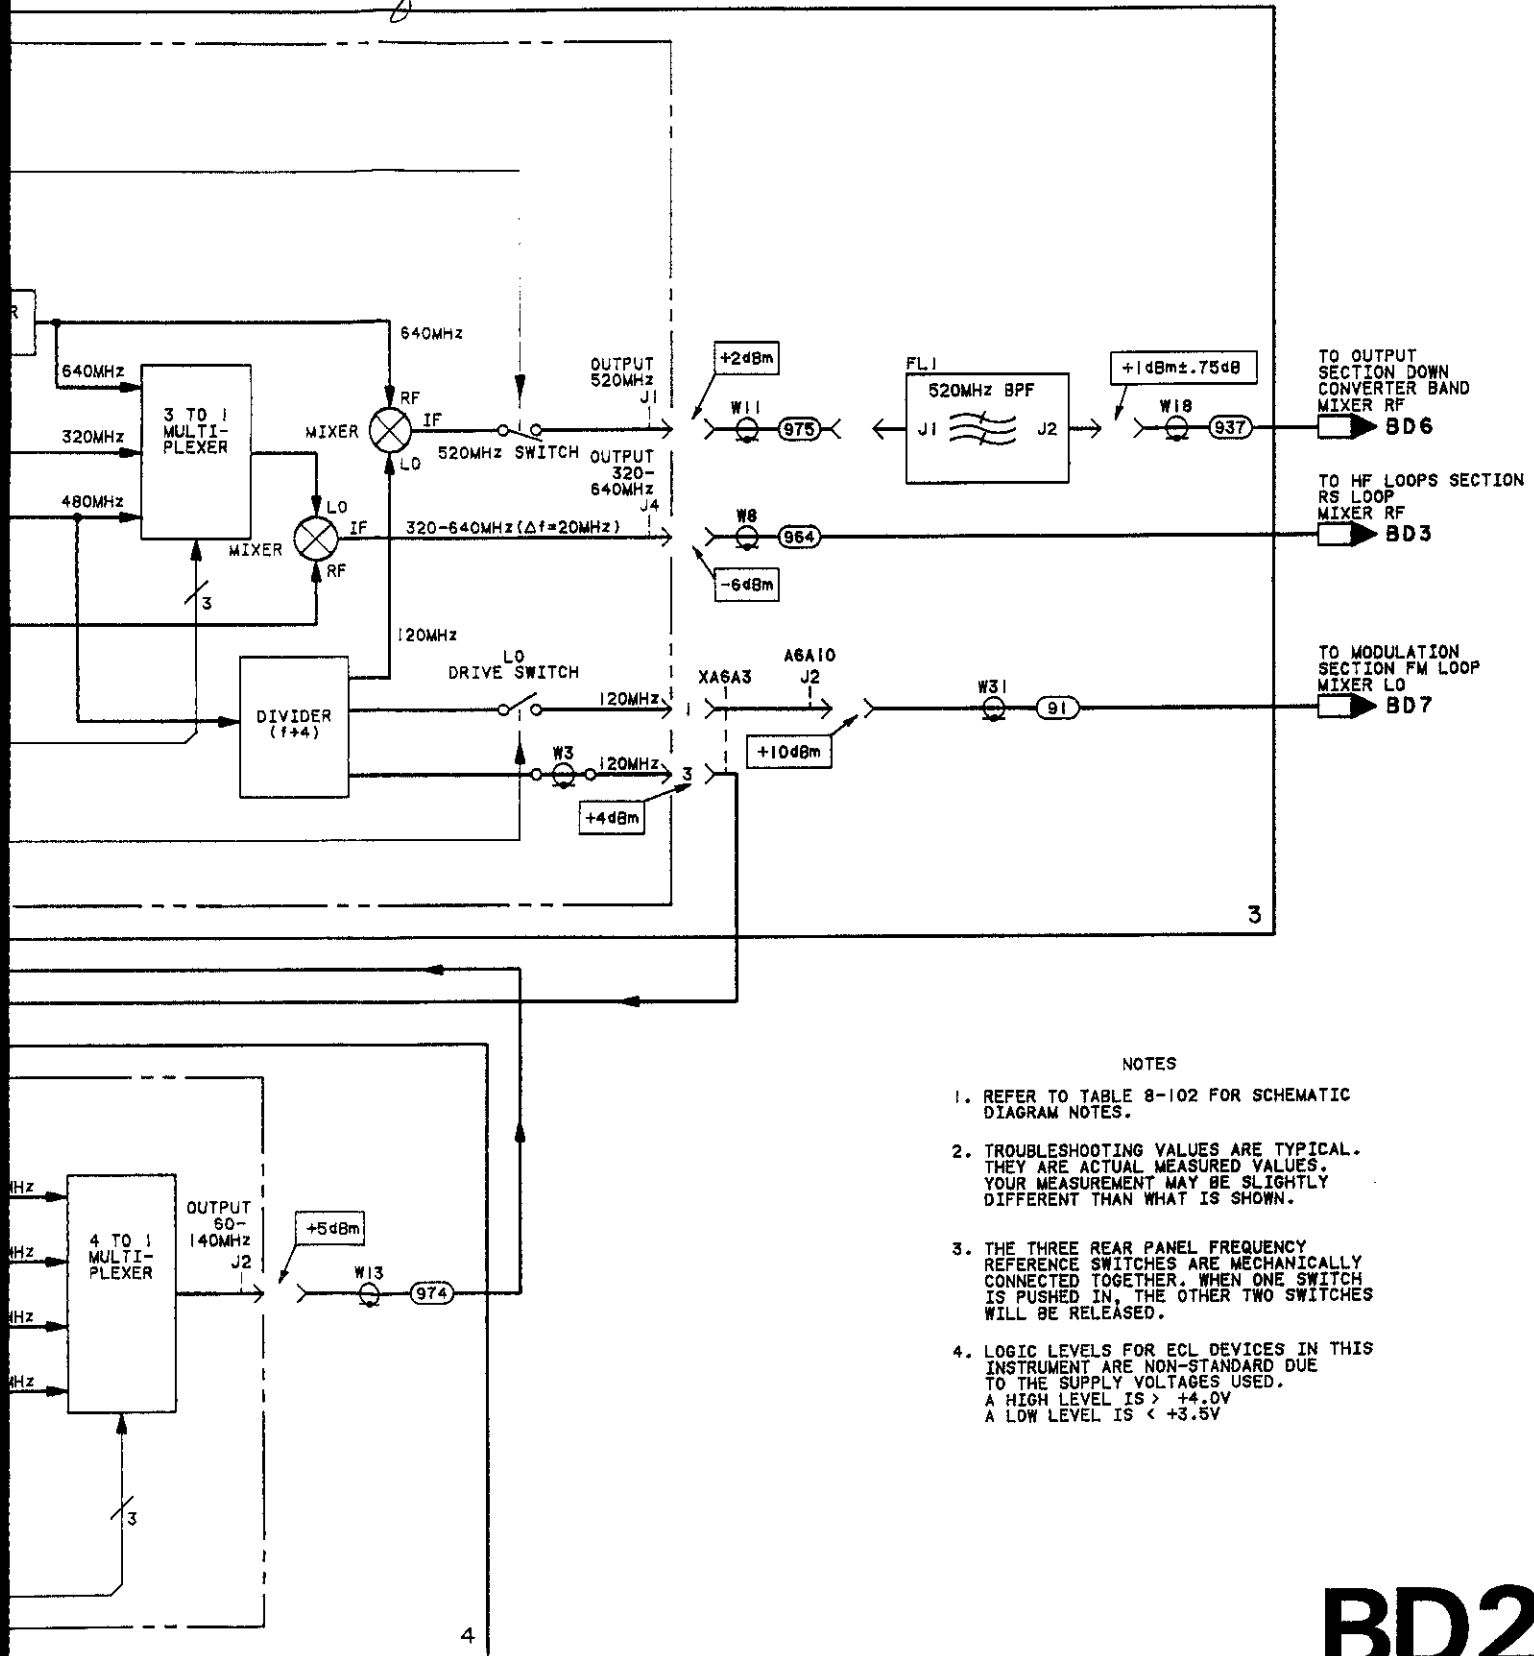 R
640MHz
640MHz
320MHz
480MHz
3 TO 1
MULTI-
PLEXER
3
RF
MIXER
IF
LO
520MHz SWITCH
LO
MIXER
IF
RF
320-640MHz(Δf=20MHz)
120MHz
OUTPUT
520MHz
J1
OUTPUT
320-
640MHz
J4
+2dBm
W11
975
FL1
520MHz BPF
J1
J2
+1dBm±.75dB
W18
937
TO OUTPUT
SECTION DOWN
CONVERTER BAND
MIXER RF
BD6
W8
964
-6dBm
TO HF LOOPS SECTION
RS LOOP
MIXER RF
BD3
DIVIDER
(f÷4)
LO
DRIVE SWITCH
120MHz
1
XA6A3
A6A10
J2
+10dBm
W31
91
TO MODULATION
SECTION FM LOOP
MIXER LO
BD7
W3
120MHz
3
+4dBm
3
HZ
HZ
HZ
HZ
4 TO 1
MULTI-
PLEXER
3
OUTPUT
60-
140MHz
J2
+5dBm
W13
974
4
NOTES
1. REFER TO TABLE 8-102 FOR SCHEMATIC
DIAGRAM NOTES.
2. TROUBLESHOOTING VALUES ARE TYPICAL.
THEY ARE ACTUAL MEASURED VALUES.
YOUR MEASUREMENT MAY BE SLIGHTLY
DIFFERENT THAN WHAT IS SHOWN.
3. THE THREE REAR PANEL FREQUENCY
REFERENCE SWITCHES ARE MECHANICALLY
CONNECTED TOGETHER. WHEN ONE SWITCH
IS PUSHED IN, THE OTHER TWO SWITCHES
WILL BE RELEASED.
4. LOGIC LEVELS FOR ECL DEVICES IN THIS
INSTRUMENT ARE NON-STANDARD DUE
TO THE SUPPLY VOLTAGES USED.
A HIGH LEVEL IS > +4.0V
A LOW LEVEL IS < +3.5V
BD2